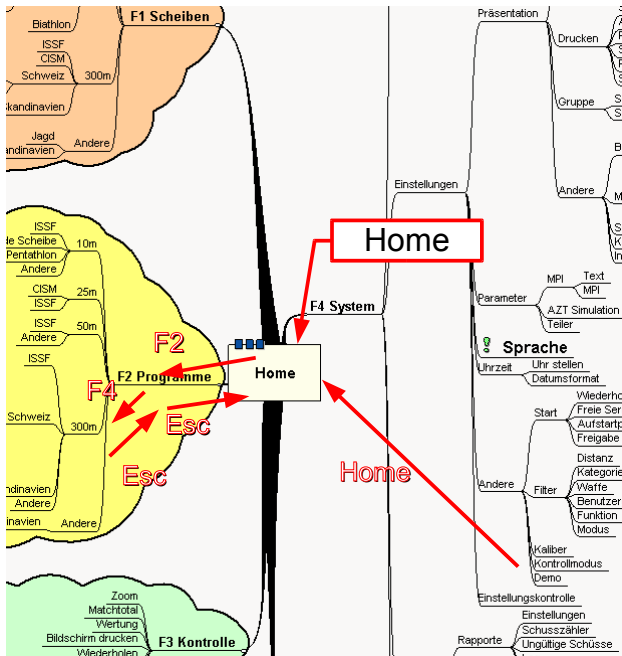 F1 Scheiben
Biathlon
ISSF
CISM
Schweiz
300m
Skandinavien
Jagd
Andere
Präsentation
Drucken
Gruppe
Einstellungen
Andere
Home
F4 System
Parameter
MPI
Text
MPI
AZT Simulation
Teiler
Sprache
Uhrzeit
Uhr stellen
Datumsformat
ISSF
de Scheibe
10m
Pentathlon
Andere
CISM
25m
ISSF
ISSF
50m
Andere
ISSF
F2 Programme
Schweiz
300m
Andere
Andere
F2
F4
Esc
Esc
Home
Home
Andere
Start
Wiederho
Freie Ser
Aufstartp
Freigabe
Filter
Distanz
Kategorie
Waffe
Benutzer
Funktion
Modus
Kaliber
Kontrollmodus
Demo
Einstellungskontrolle
Rapporte
Einstellungen
Schusszähler
Ungültige Schüsse
Zoom
Matchtotal
Wertung
Bildschirm drucken
Wiederholen
F3 Kontrolle